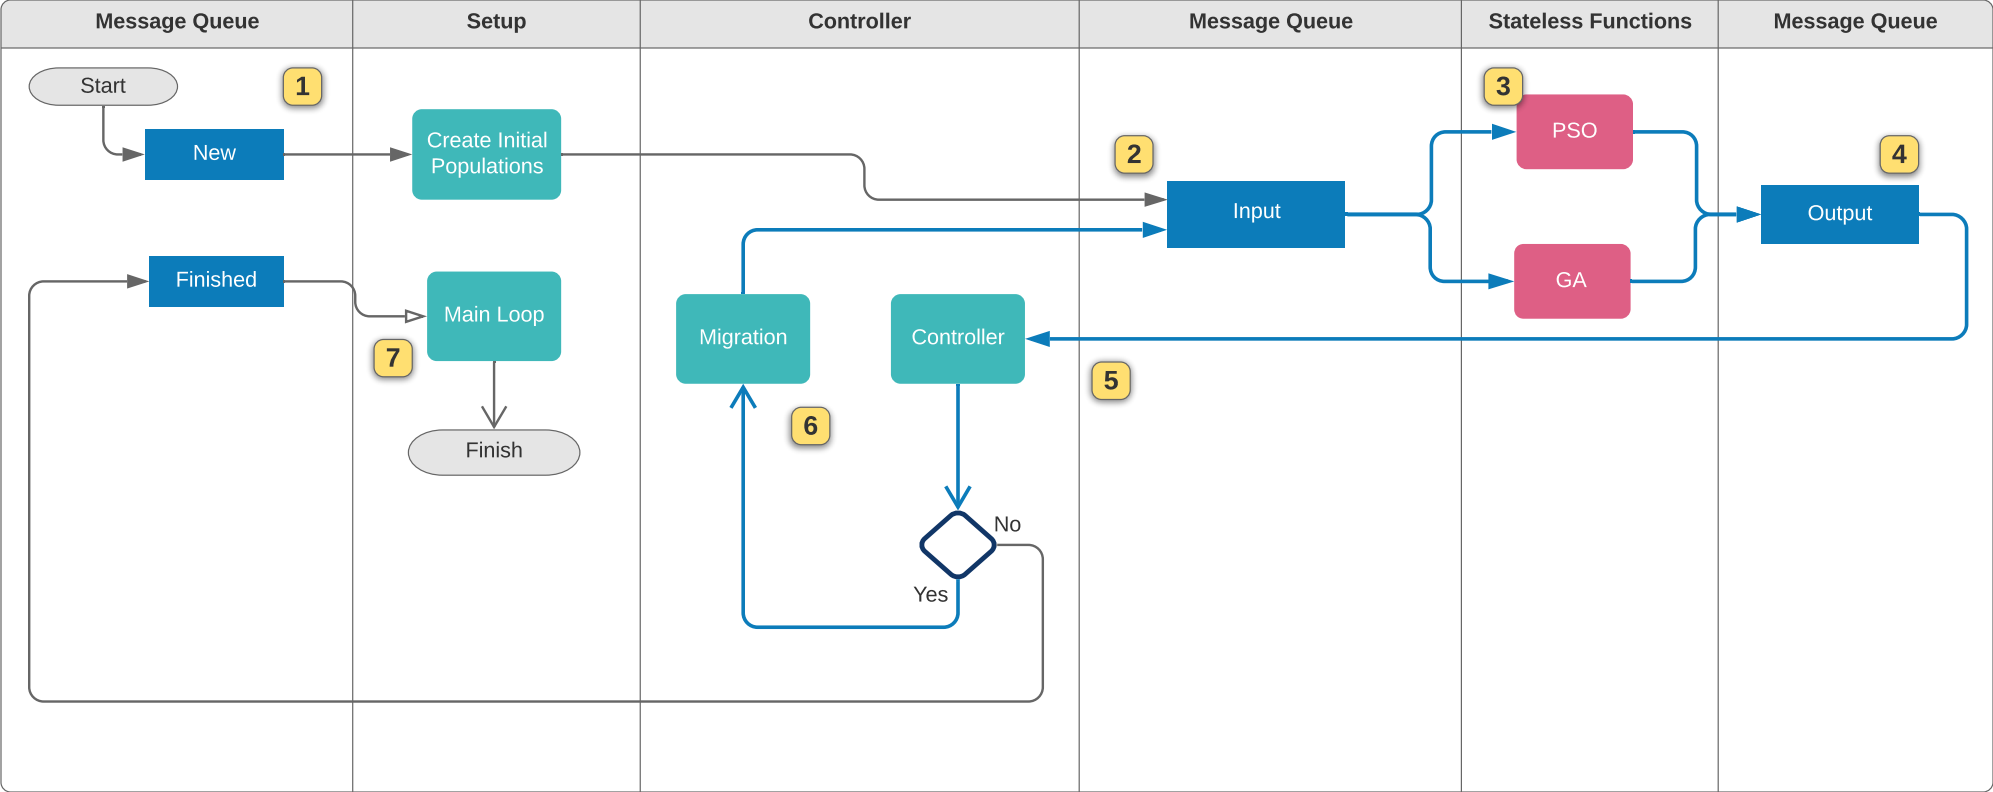 Message Queue
Setup
Controller
Message Queue
Stateless Functions
Message Queue
Start
1
New
Create Initial
Populations
2
Input
3
PSO
GA
4
Output
Finished
7
Main Loop
Finish
Migration
Controller
5
6
No
Yes